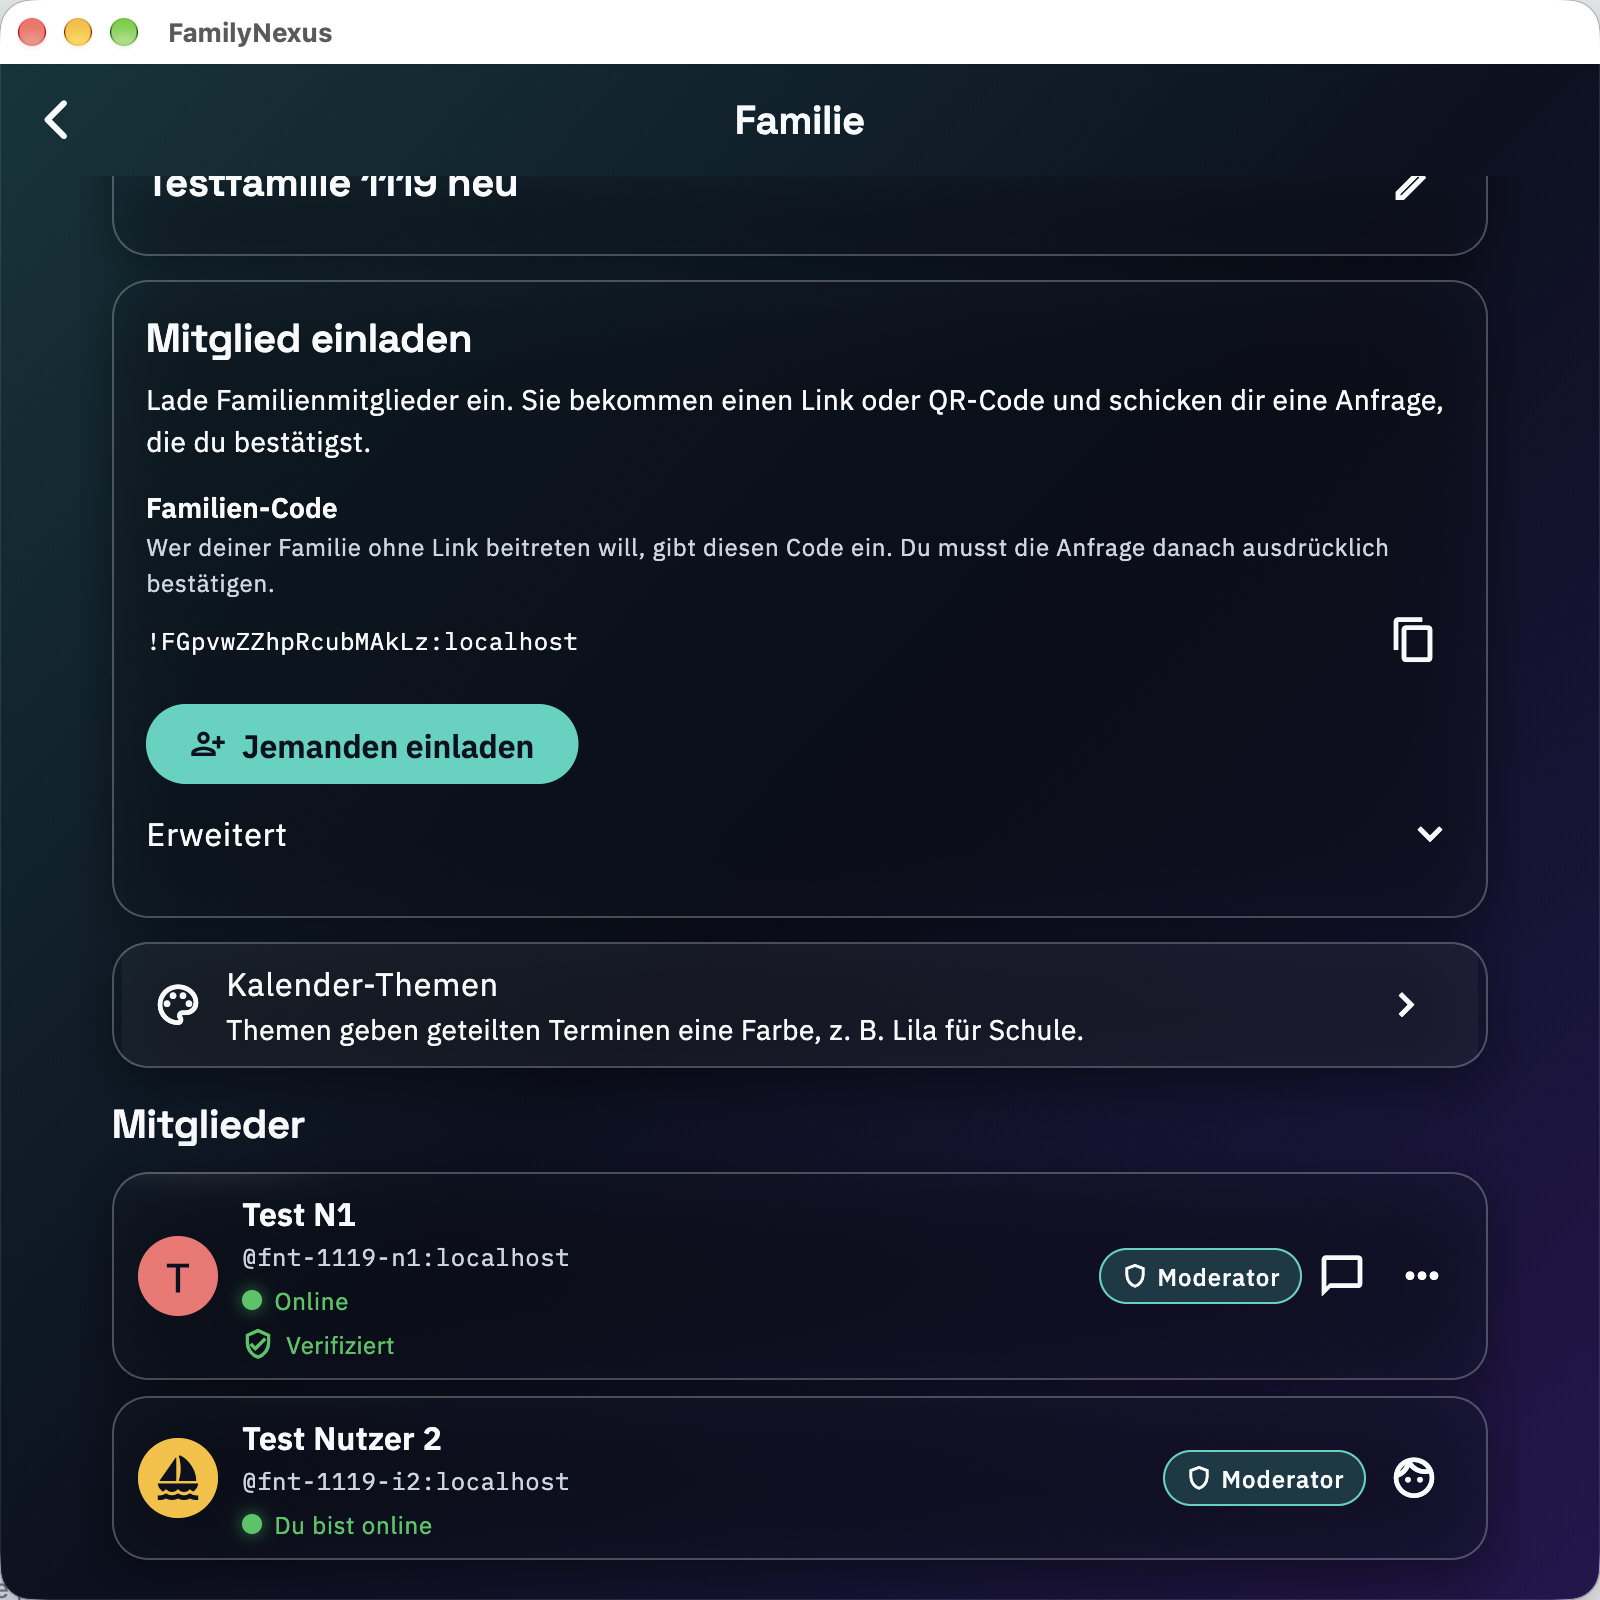 FamilyNexus
Familie
Testfamilie 1119 neu
Mitglied einladen
Lade Familienmitglieder ein. Sie bekommen einen Link oder QR-Code und schicken dir eine Anfrage,
die du bestätigst.
Familien-Code
Wer deiner Familie ohne Link beitreten will, gibt diesen Code ein. Du musst die Anfrage danach ausdrücklich
bestätigen.
!FGpvwZZhpRcubMAkLz:localhost
Jemanden einladen
Erweitert
Kalender-Themen
Themen geben geteilten Terminen eine Farbe, z. B. Lila für Schule.
Mitglieder
Test N1
@fnt-1119-n1:localhost
Moderator
Online
Verifiziert
Test Nutzer 2
@fnt-1119-i2:localhost
Moderator
Du bist online